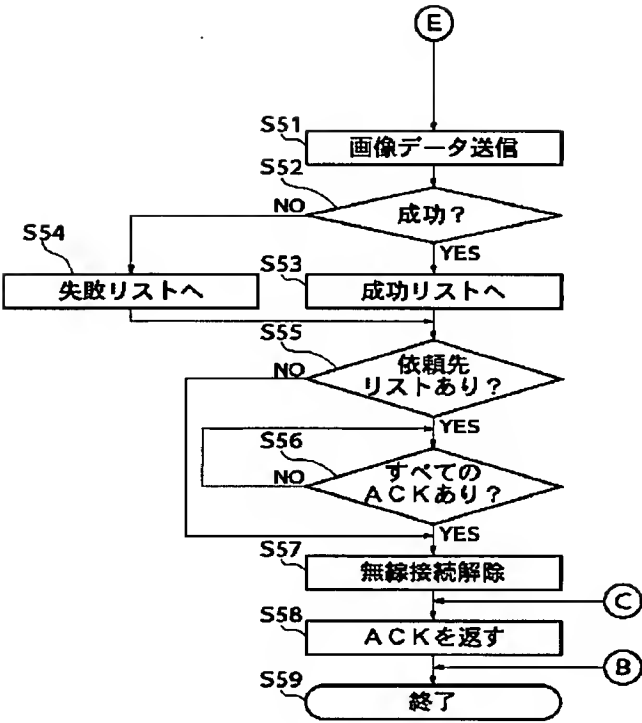 E
S51
画像データ送信
S52
成功?
NO
YES
S54
失敗リストへ
S53
成功リストへ
S55
依頼先
リストあり?
NO
YES
S56
すべての
ACKあり?
NO
YES
S57
無線接続解除
C
S58
ACKを返す
B
S59
終了